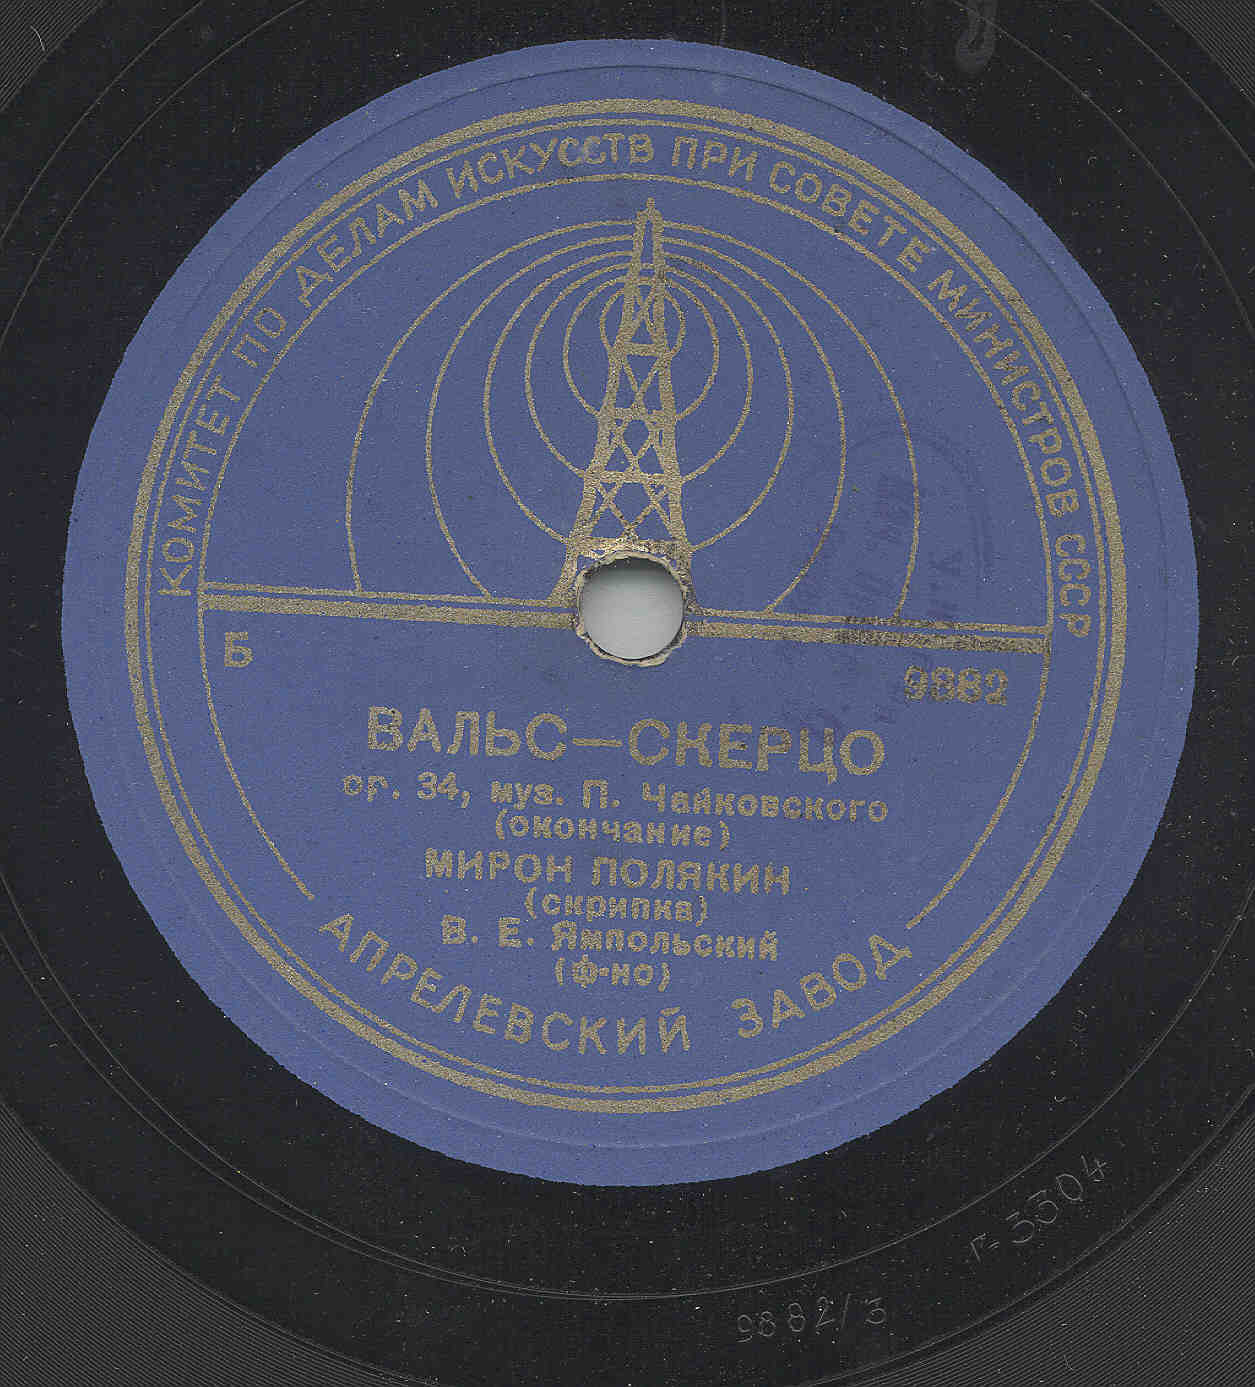 КОМИТЕТ ПО ДЕЛАМ ИСКУССТВ ПРИ СОВЕТЕ МИНИСТРОВ СССР
Б
9882
ВАЛЬС—СКЕРЦО
ор. 34, муз. П. Чайковского
(окончание)
МИРОН ПОЛЯКИН
(скрипка)
В. Е. Ямпольский
(ф-но)
АПРЕЛЕВСКИЙ ЗАВОД
Г-3304
9882/3